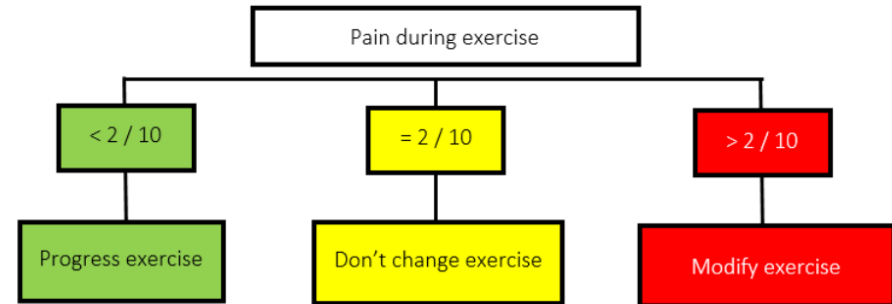 Pain during exercise
< 2 / 10
= 2 / 10
> 2 / 10
Progress exercise
Don’t change exercise
Modify exercise